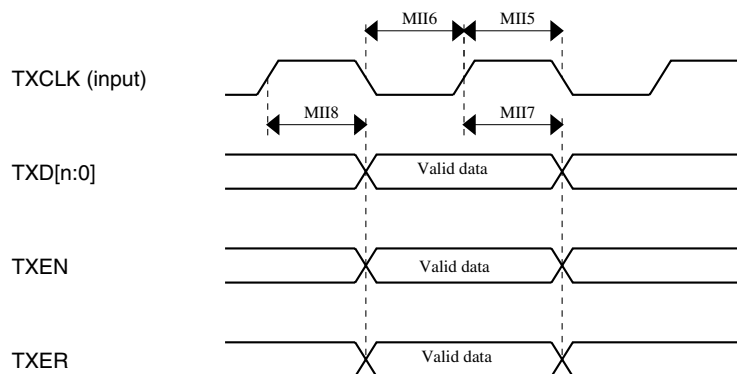 MII6 MII5
TXCLK (input)
MII8 MII7
TXD[n:0] Valid data
TXEN Valid data
TXER Valid data